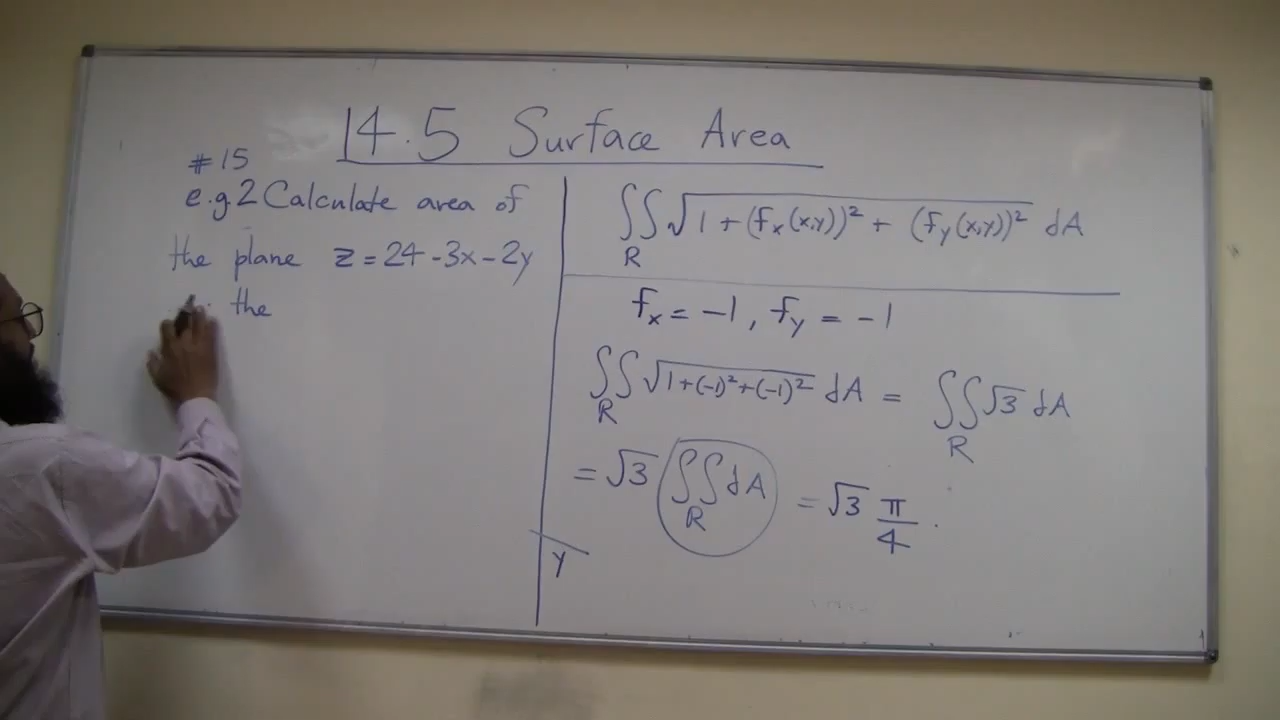 14.5 Surface Area
#15
e.g.2 Calculate area of
the plane z = 24 - 3x - 2y
the
∫∫ √1 + (fx(x,y))² + (fy(x,y))² dA
R
fx = -1, fy = -1
∫∫ √1+(-1)²+(-1)² dA = ∫∫ √3 dA
R R
= √3 ∫∫ dA = √3 π/4.
R
y